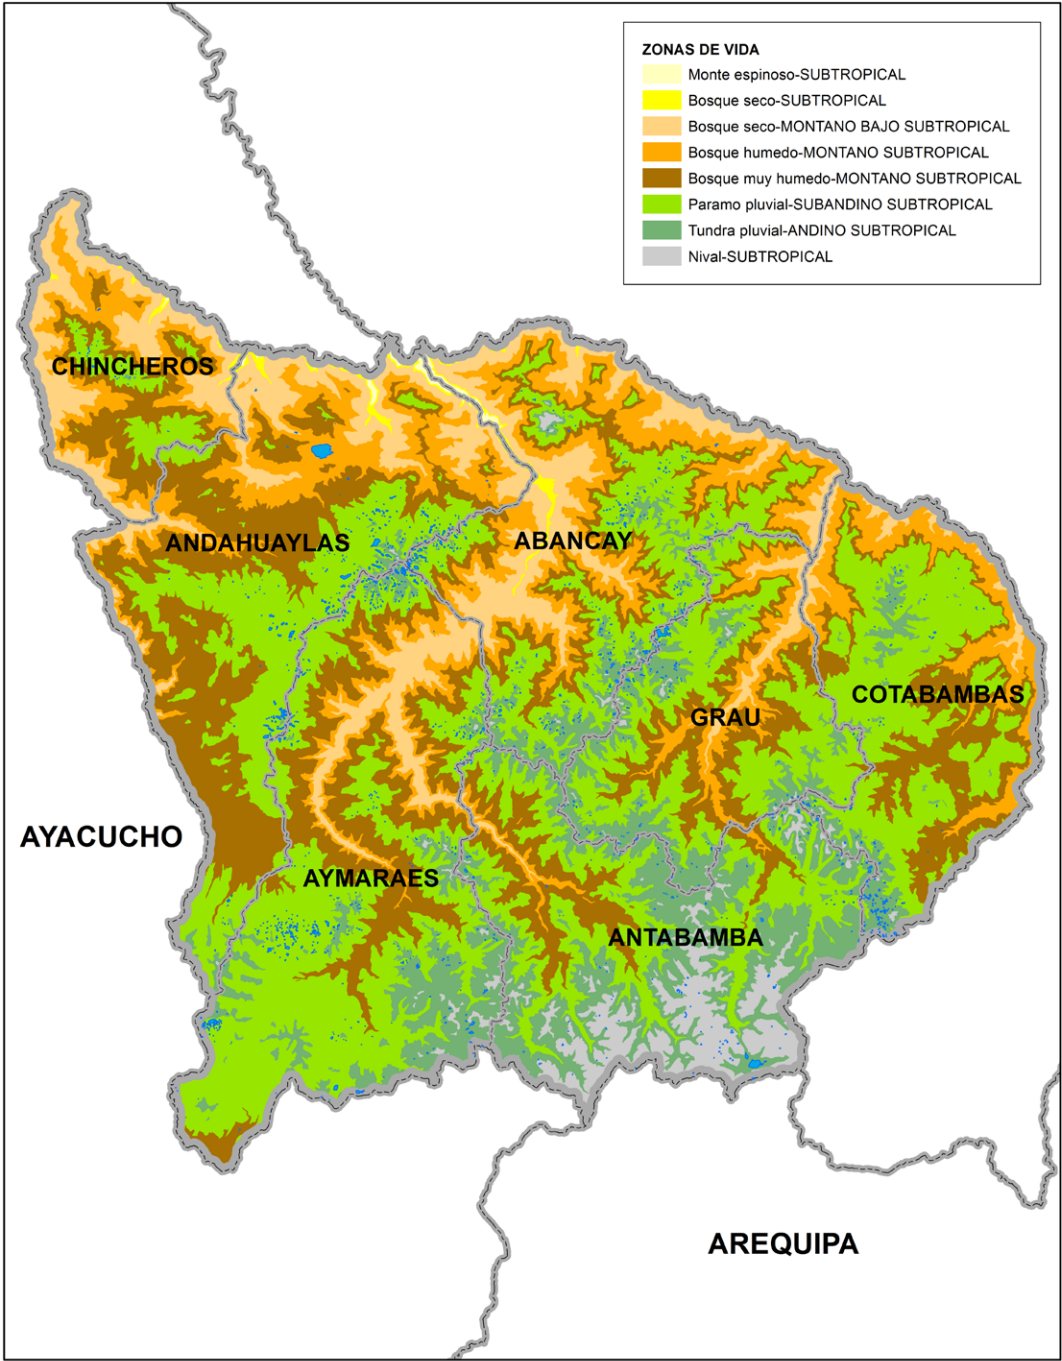 ZONAS DE VIDA
Monte espinoso-SUBTROPICAL
Bosque seco-SUBTROPICAL
Bosque seco-MONTANO BAJO SUBTROPICAL
Bosque humedo-MONTANO SUBTROPICAL
Bosque muy humedo-MONTANO SUBTROPICAL
Paramo pluvial-SUBANDINO SUBTROPICAL
Tundra pluvial-ANDINO SUBTROPICAL
Nival-SUBTROPICAL
CHINCHEROS
ANDAHUAYLAS
ABANCAY
COTABAMBAS
GRAU
AYACUCHO
AYMARAES
ANTABAMBA
AREQUIPA